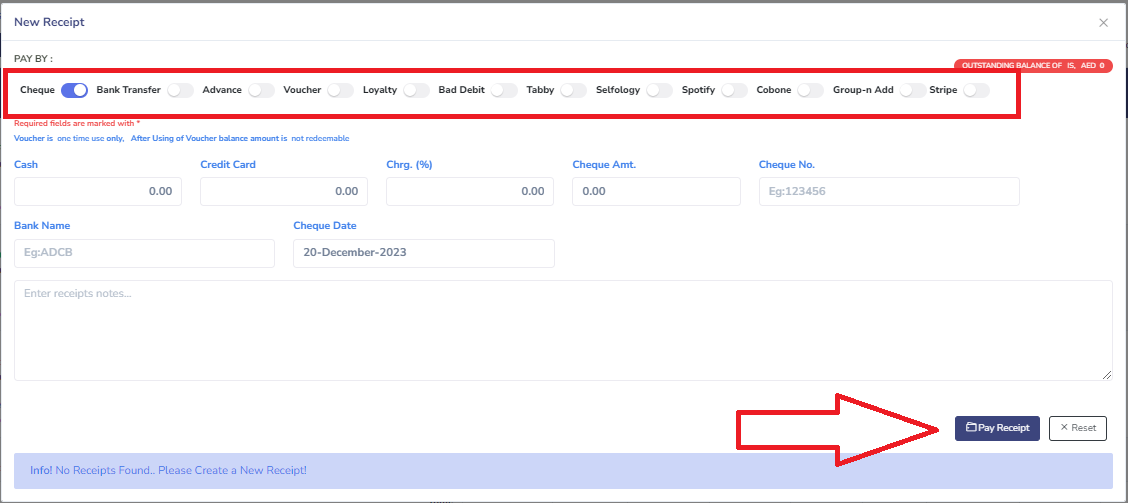 New Receipt
PAY BY :
OUTSTANDING BALANCE OF IS, AED 0
Cheque Bank Transfer Advance Voucher Loyalty Bad Debit Tabby Selfology Spotify Cobone Group-n Add Stripe
Required fields are marked with *
Voucher is one time use only, After Using of Voucher balance amount is not redeemable
Cash Credit Card Chrg. (%) Cheque Amt. Cheque No.
0.00 0.00 0.00 0.00 Eg:123456
Bank Name Cheque Date
Eg:ADCB 20-December-2023
Enter receipts notes...
Pay Receipt Reset
Info! No Receipts Found.. Please Create a New Receipt!